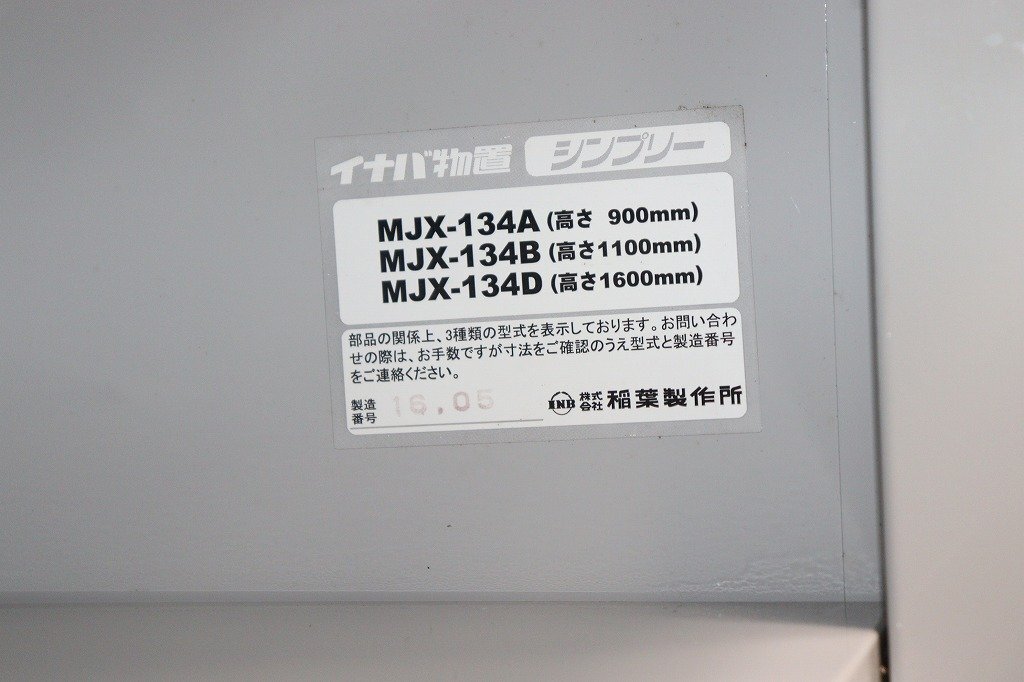 イナバ物置 シンプリー
MJX-134A (高さ 900mm)
MJX-134B (高さ1100mm)
MJX-134D (高さ1600mm)
部品の関係上、3種類の型式を表示しております。お問い合わ
せの際は、お手数ですが寸法をご確認のうえ型式と製造番号
をご連絡ください。
製造番号 16.05
INB 株式会社 稲葉製作所